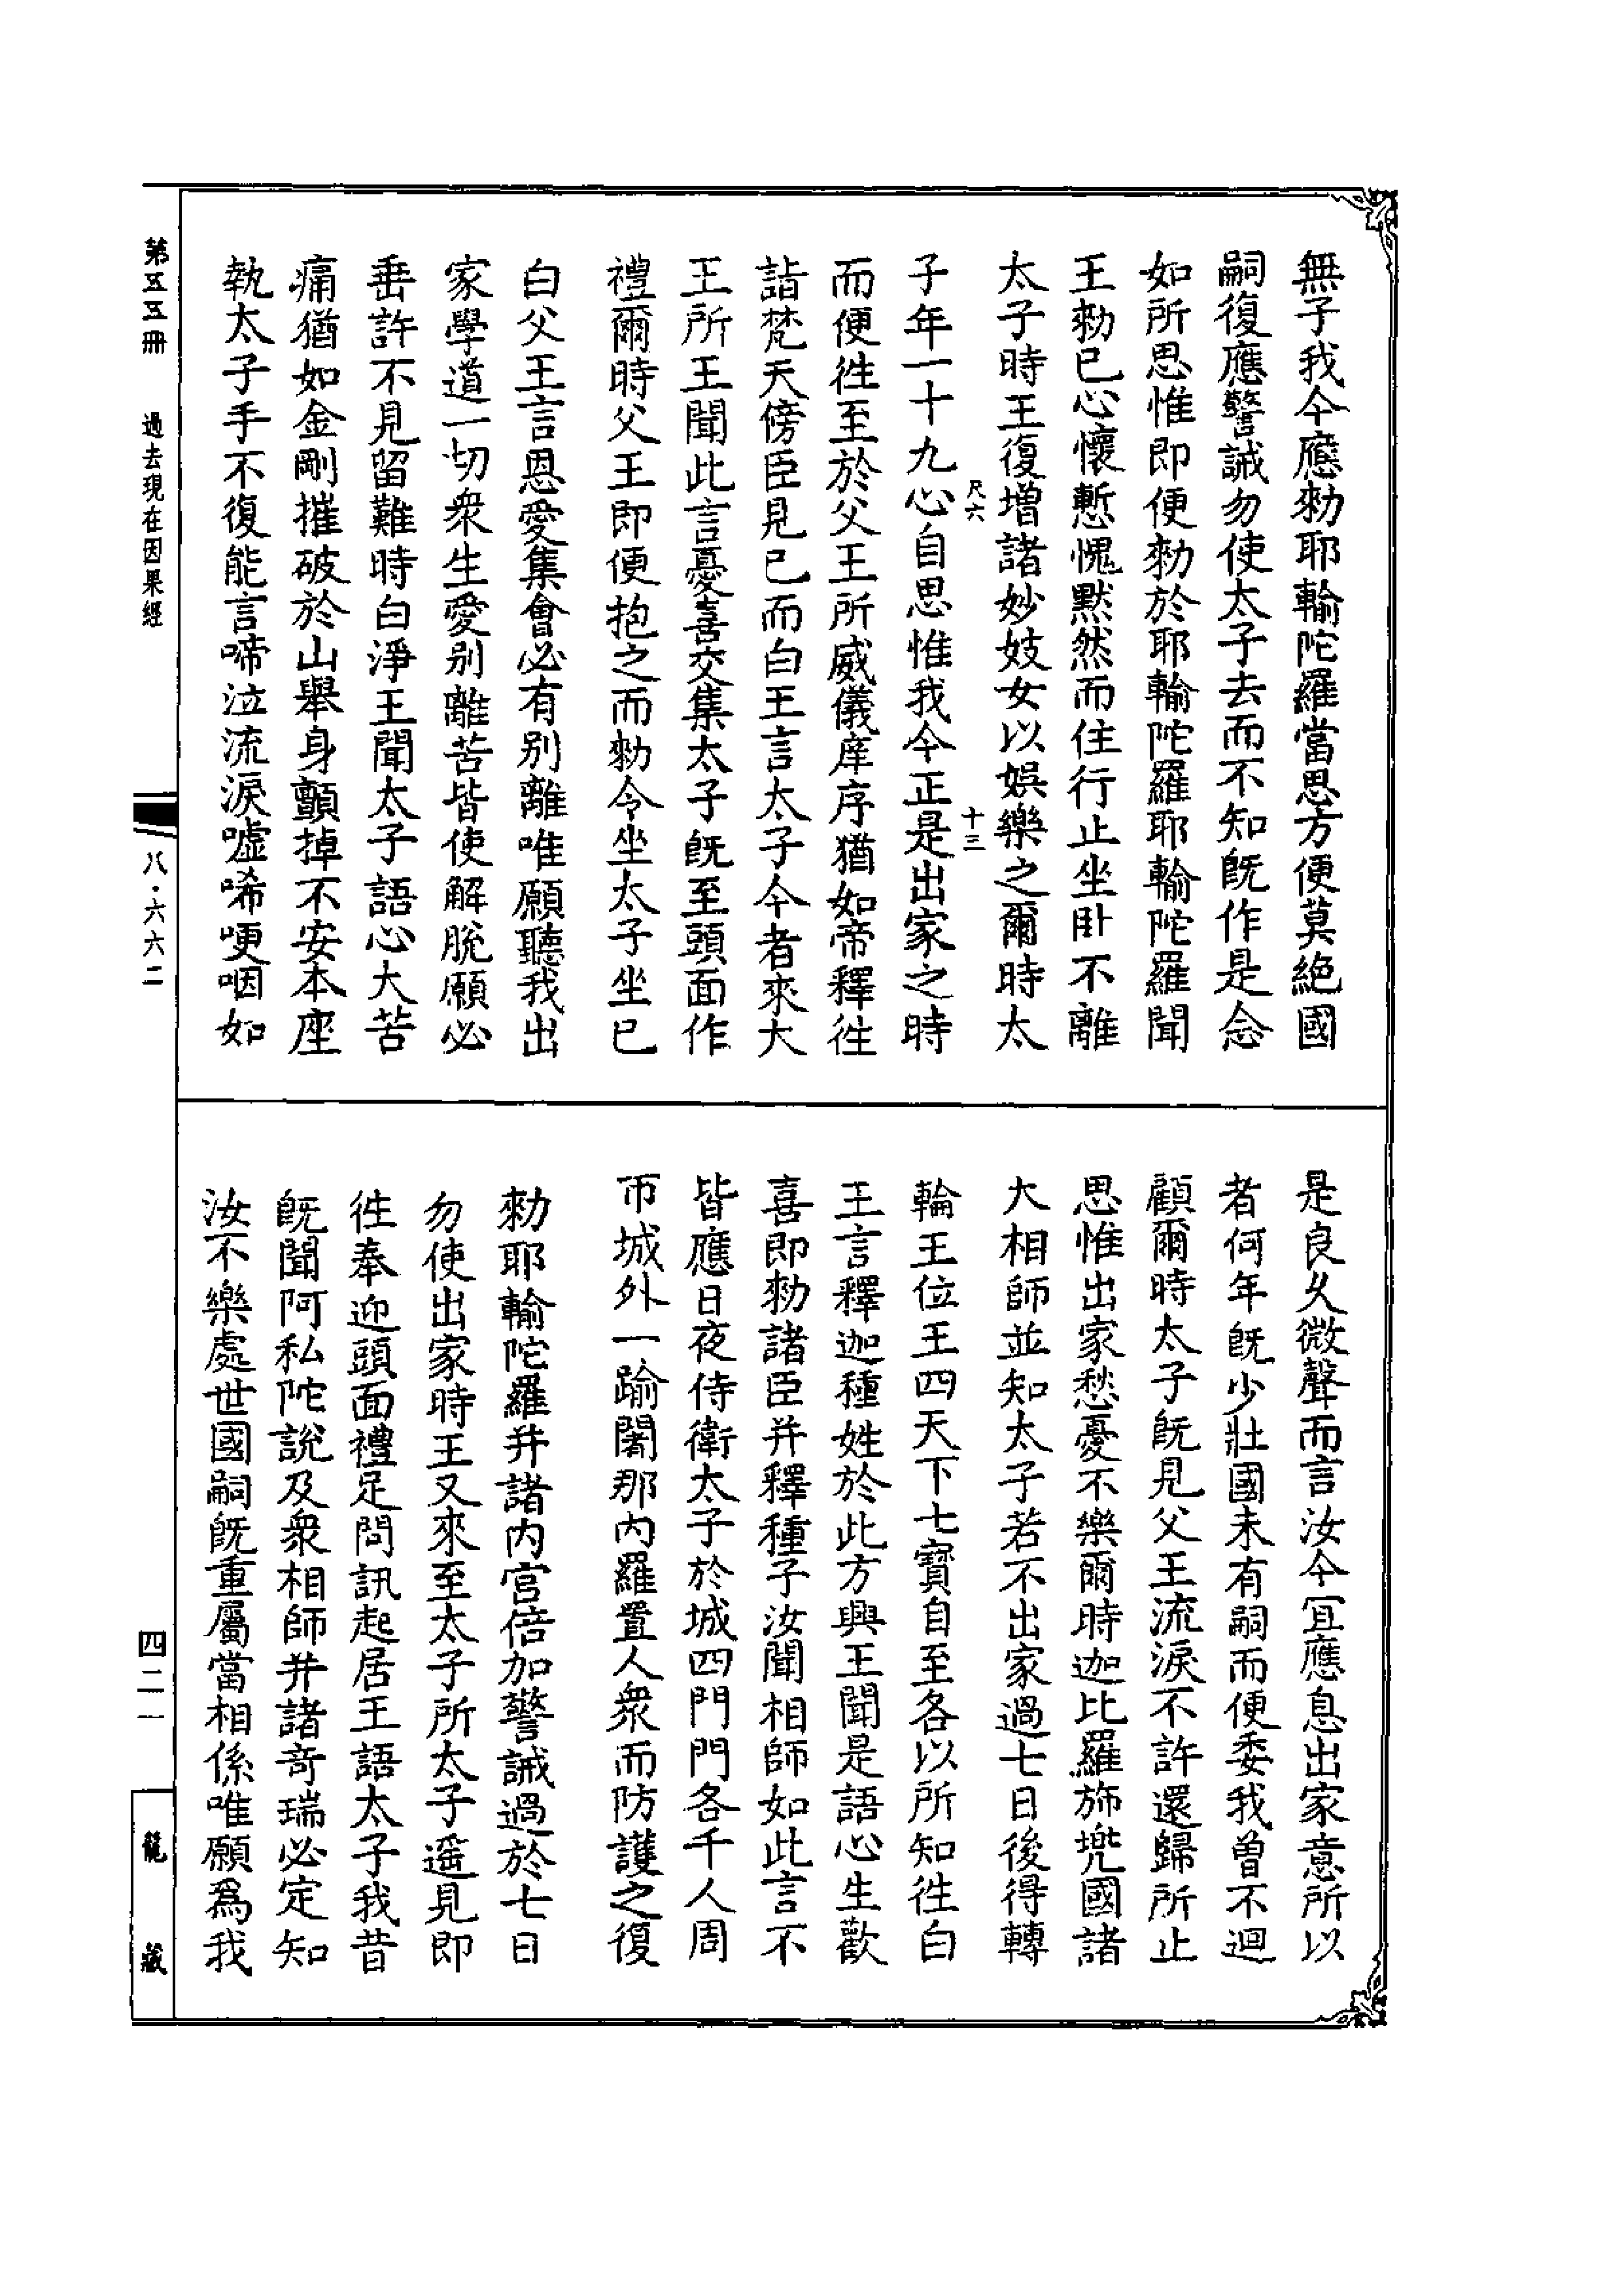 無子我今應勑耶輸陀羅當思方便莫絶國
嗣復應警誡勿使太子去而不知旣作是念
如所思惟即便勑於耶輸陀羅耶輸陀羅聞
王勑已心懷慙愧默然而住行止坐卧不離
太子時王復增諸妙妓女以娛樂之爾時太
尺六 十三
子年一十九心自思惟我今正是出家之時
而便徃至於父王所威儀庠序猶如帝釋徃
詣梵天傍臣見已而白王言太子今者來大
王所王聞此言憂喜交集太子旣至頭面作
禮爾時父王即便抱之而勑令坐太子坐已
白父王言恩愛集會必有别離唯願聽我出
家學道一切衆生愛别離苦皆使解脫願必
垂許不見留難時白淨王聞太子語心大苦
痛猶如金剛摧破於山舉身顫掉不安本座
執太子手不復能言啼泣流淚噓唏哽咽如
是良久微聲而言汝今冝應息出家意所以
者何年旣少壯國未有嗣而便委我曽不迴
顧爾時太子旣見父王流淚不許還歸所止
思惟出家愁憂不樂爾時迦比羅斾兠國諸
大相師並知太子若不出家過七日後得轉
輪王位王四天下七寶自至各以所知徃白
王言釋迦種姓於此方興王聞是語心生歡
喜即勑諸臣并釋種子汝聞相師如此言不
皆應日夜侍衛太子於城四門門各千人周
帀城外一踰闍那内羅置人衆而防護之復
勑耶輸陀羅并諸内宫倍加警誡過於七日
勿使出家時王又來至太子所太子遥見即
徃奉迎頭面禮足問訊起居王語太子我昔
旣聞阿私陀說及衆相師并諸奇瑞必定知
汝不樂處世國嗣旣重屬當相係唯願爲我
第五五冊 過去現在因果經
八·六六二
四二一
龍藏